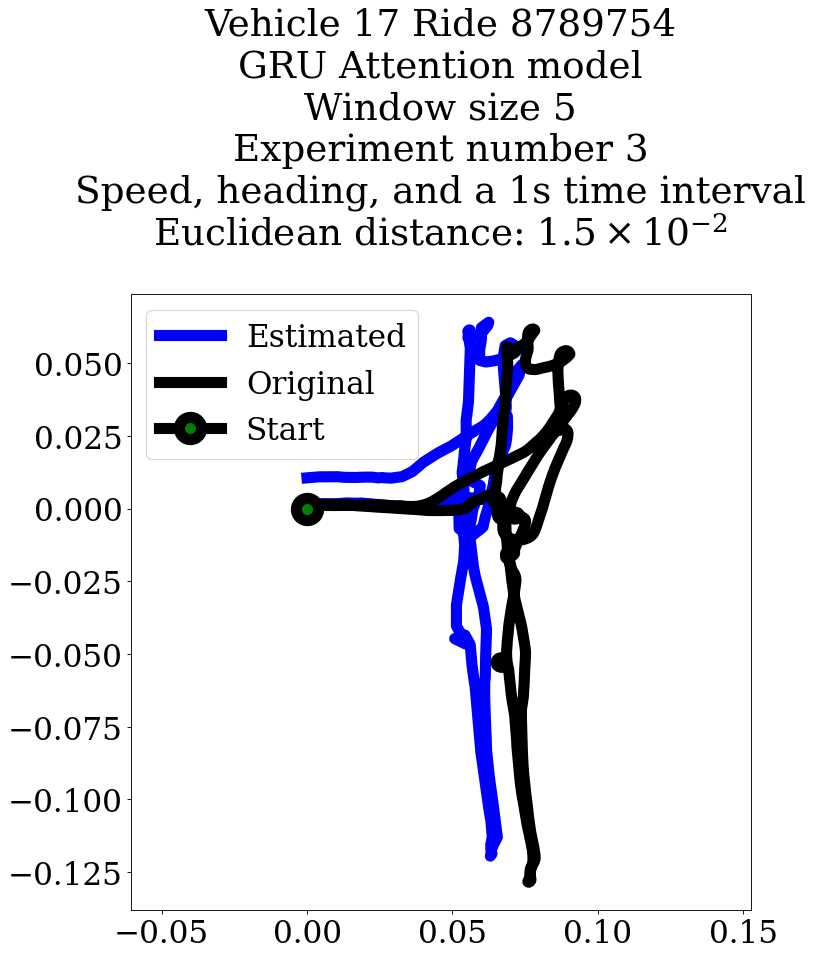 Vehicle 17 Ride 8789754
GRU Attention model
Window size 5
Experiment number 3
Speed, heading, and a 1s time interval
Euclidean distance: 1.5 × 10⁻²
Estimated
Original
Start
0.050
0.025
0.000
−0.025
−0.050
−0.075
−0.100
−0.125
−0.05 0.00 0.05 0.10 0.15